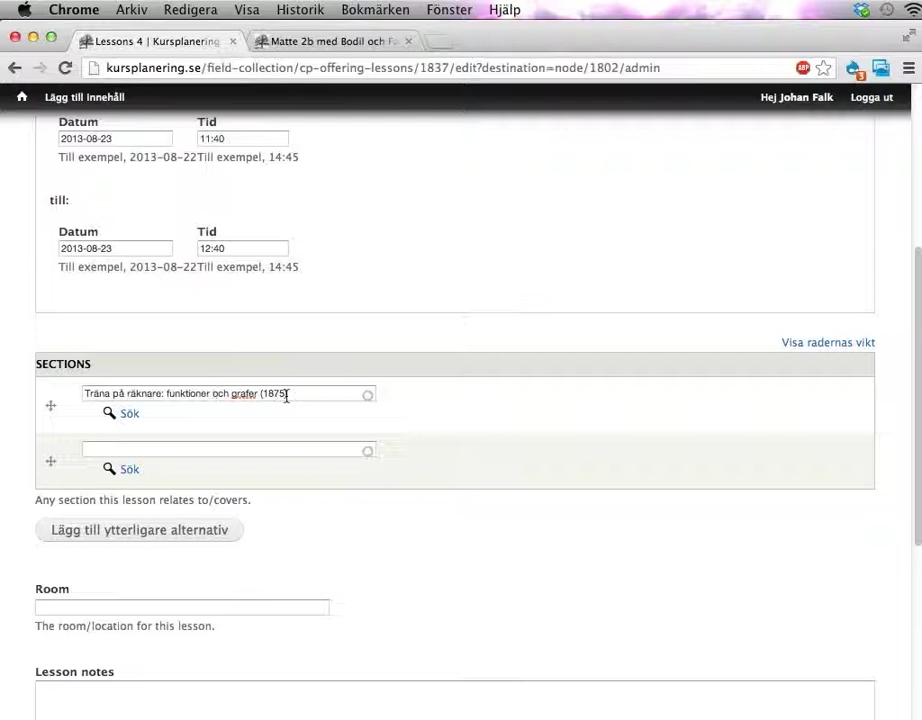 Chrome Arkiv Redigera Visa Historik Bokmärken Fönster Hjälp
Lessons 4 | Kursplanering × Matte 2b med Bodil och F ×
kursplanering.se/field-collection/cp-offering-lessons/1837/edit?destination=node/1802/admin ABP 3
Lägg till innehåll Hej Johan Falk Logga ut
Datum Tid
2013-08-23 11:40
Till exempel, 2013-08-22Till exempel, 14:45
till:
Datum Tid
2013-08-23 12:40
Till exempel, 2013-08-22Till exempel, 14:45
Visa radernas vikt
SECTIONS
Träna på räknare: funktioner och grafer (1875)
Sök
Sök
Any section this lesson relates to/covers.
Lägg till ytterligare alternativ
Room
The room/location for this lesson.
Lesson notes